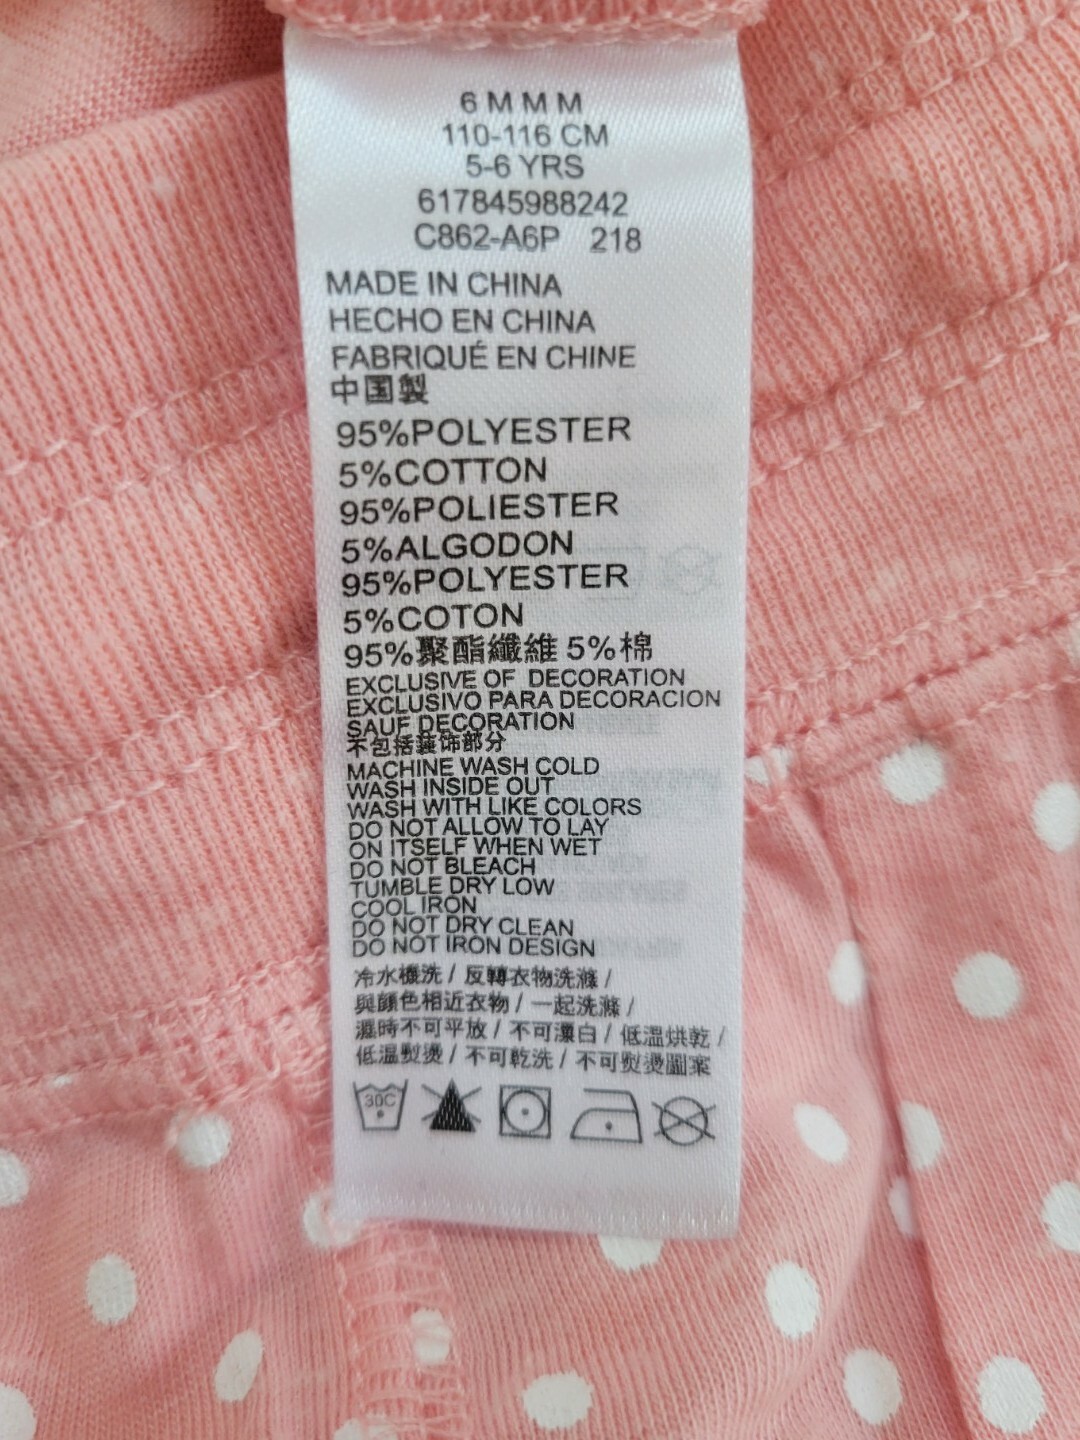 6 M M M
110-116 CM
5-6 YRS
617845988242
C862-A6P 218
MADE IN CHINA
HECHO EN CHINA
FABRIQUÉ EN CHINE
中国製
95%POLYESTER
5%COTTON
95%POLIESTER
5%ALGODON
95%POLYESTER
5%COTON
95%聚酯纖維 5%棉
EXCLUSIVE OF DECORATION
EXCLUSIVO PARA DECORACION
SAUF DECORATION
不包括装饰部分
MACHINE WASH COLD
WASH INSIDE OUT
WASH WITH LIKE COLORS
DO NOT ALLOW TO LAY
ON ITSELF WHEN WET
DO NOT BLEACH
TUMBLE DRY LOW
COOL IRON
DO NOT DRY CLEAN
DO NOT IRON DESIGN
冷水機洗 / 反轉衣物洗滌 /
與顏色相近衣物 / 一起洗滌 /
濕時不可平放 / 不可漂白 / 低溫烘乾 /
低溫熨燙 / 不可乾洗 / 不可熨燙圖案
30C